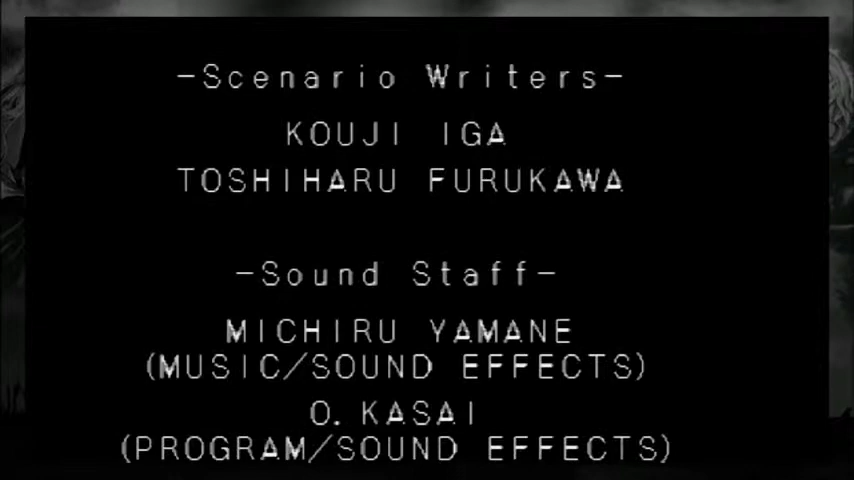 -Scenario Writers-
KOUJI IGA
TOSHIHARU FURUKAWA
-Sound Staff-
MICHIRU YAMANE
(MUSIC/SOUND EFFECTS)
O. KASAI
(PROGRAM/SOUND EFFECTS)